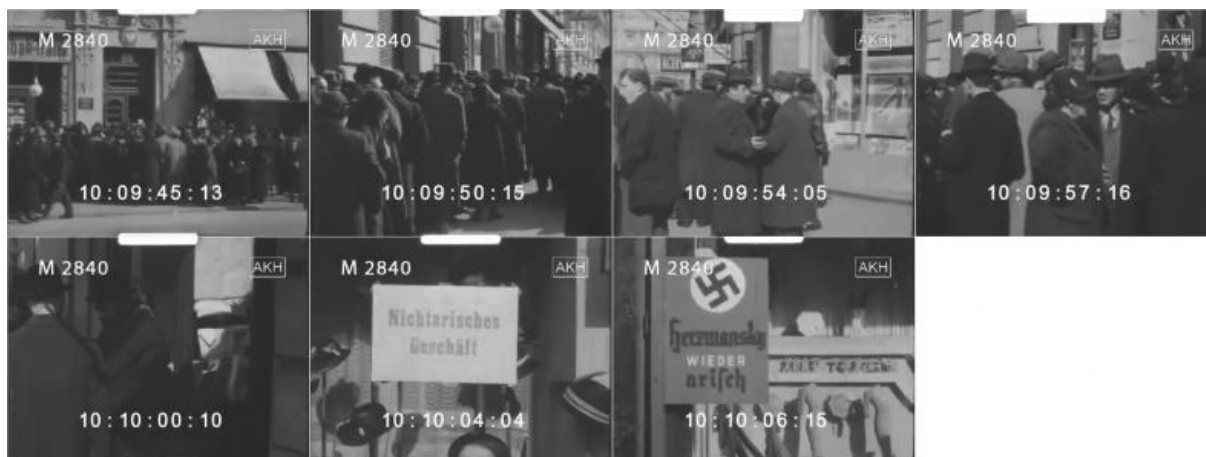 M 2840 AKH
10:09:45:13
M 2840 AKH
10:09:50:15
M 2840 AKH
10:09:54:05
M 2840 AKH
10:09:57:16
M 2840 AKH
10:10:00:10
M 2840 AKH
Nichtarisches
Geschäft
10:10:04:04
M 2840 AKH
Herzmansky
WIEDER
arisch
10:10:06:15